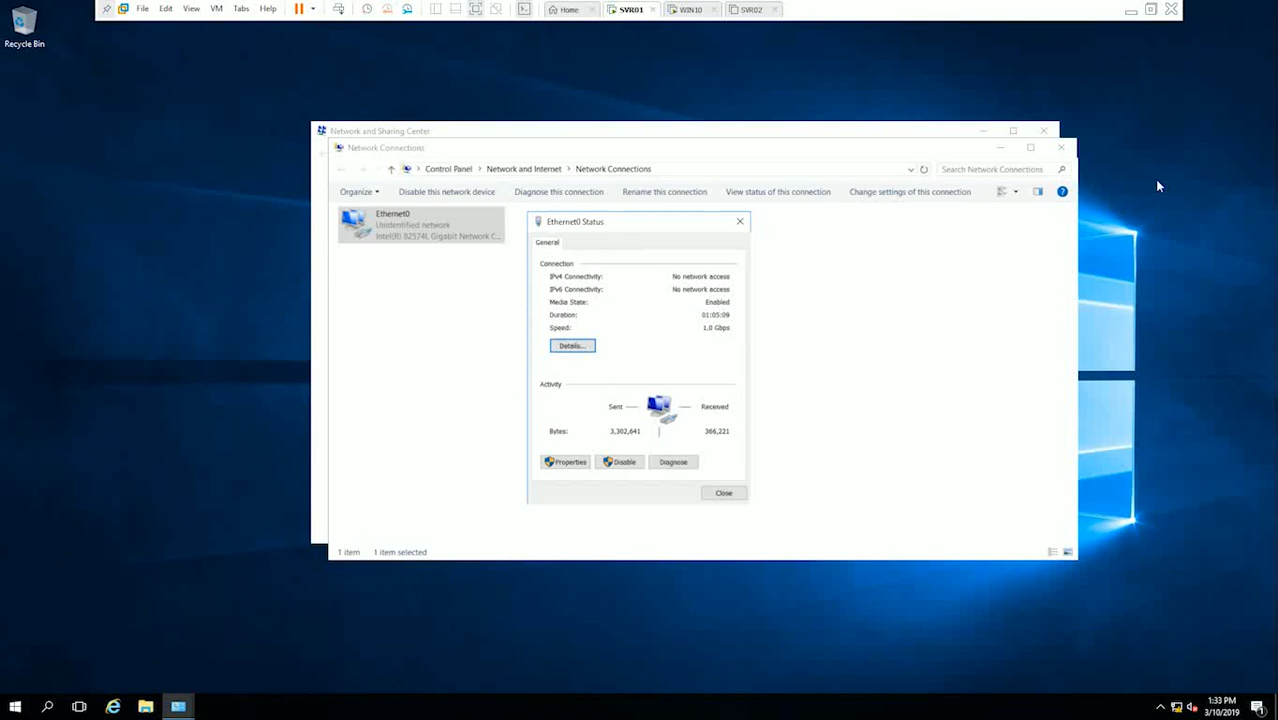 File Edit View VM Tabs Help Home SVR01 WIN10 SVR02
Recycle Bin
Network and Sharing Center
Network Connections
Control Panel Network and Internet Network Connections Search Network Connections
Organize Disable this network device Diagnose this connection Rename this connection View status of this connection Change settings of this connection
Ethernet0
Unidentified network
Intel(R) 82574L Gigabit Network C...
Ethernet0 Status
General
Connection
IPv4 Connectivity: No network access
IPv6 Connectivity: No network access
Media State: Enabled
Duration: 01:05:09
Speed: 1.0 Gbps
Details...
Activity
Sent Received
Bytes: 3,302,641 366,221
Properties Disable Diagnose
Close
1 item 1 item selected
1:33 PM
3/10/2019
1